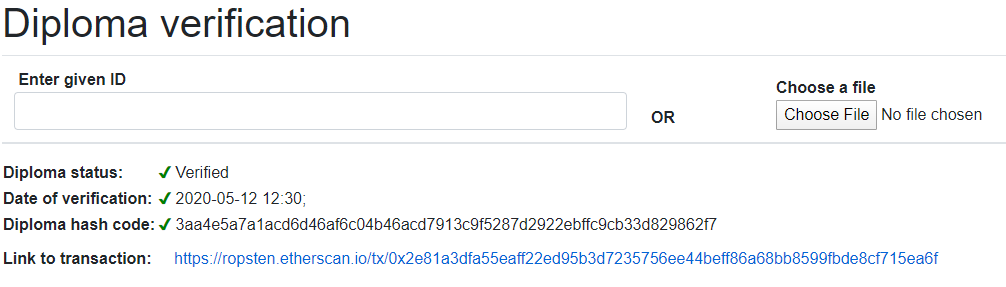 Diploma verification
Enter given ID
OR
Choose a file
Choose File No file chosen
Diploma status: ✔ Verified
Date of verification: ✔ 2020-05-12 12:30;
Diploma hash code: ✔ 3aa4e5a7a1acd6d46af6c04b46acd7913c9f5287d2922ebffc9cb33d829862f7
Link to transaction: https://ropsten.etherscan.io/tx/0x2e81a3dfa55eaff22ed95b3d7235756ee44beff86a68bb8599fbde8cf715ea6f